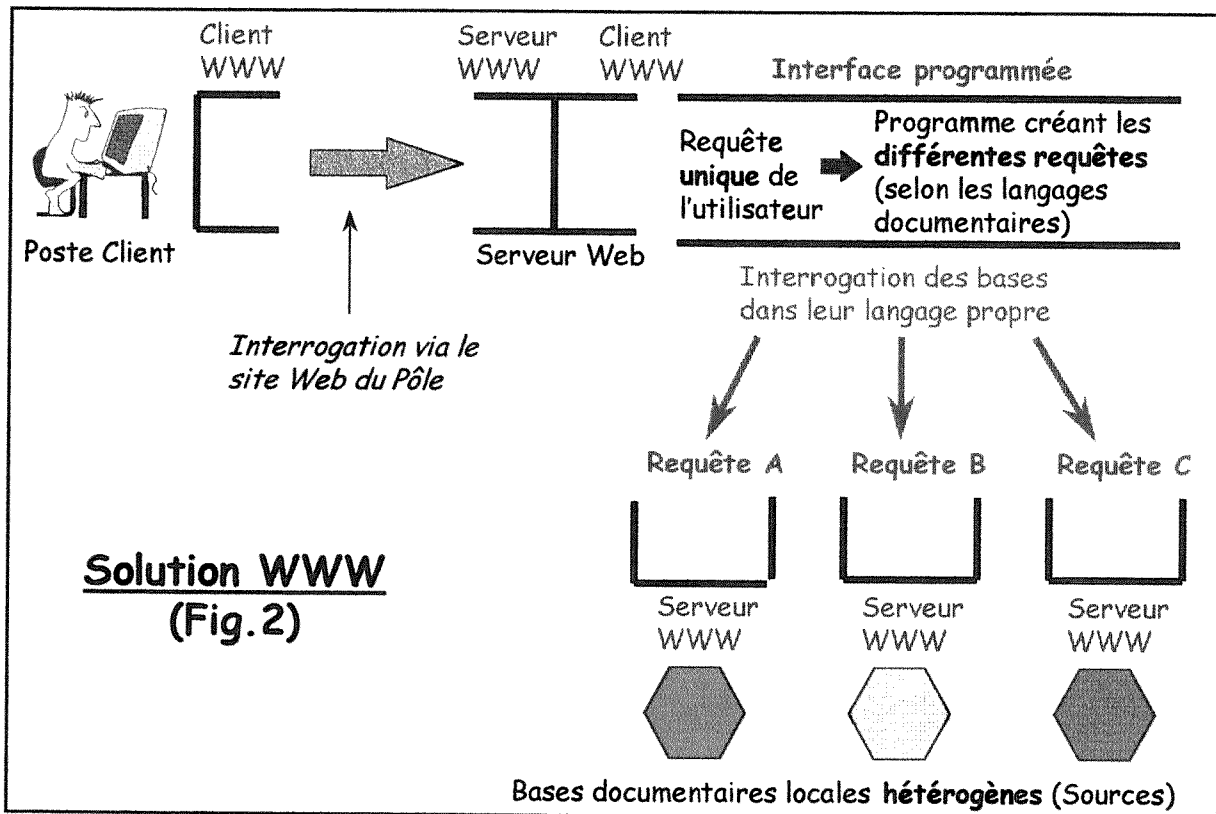 Client
WWW
Serveur
WWW
Client
WWW
Interface programmée
Requête
unique de
l'utilisateur
Programme créant les
différentes requêtes
(selon les langages
documentaires)
Poste Client
Serveur Web
Interrogation via le
site Web du Pôle
Interrogation des bases
dans leur langage propre
Requête A
Requête B
Requête C
Solution WWW
(Fig.2)
Serveur
WWW
Serveur
WWW
Serveur
WWW
Bases documentaires locales hétérogènes (Sources)